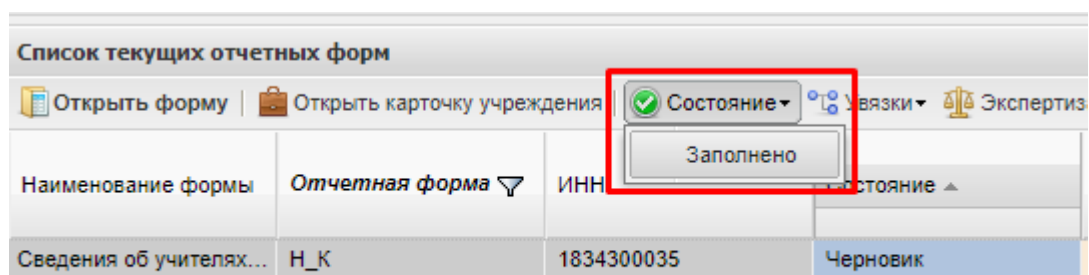 Список текущих отчетных форм
Открыть форму Открыть карточку учреждения Состояние Увязки Экспертиз
Заполнено
Наименование формы Отчетная форма ИНН Состояние
Сведения об учителях... Н_К 1834300035 Черновик